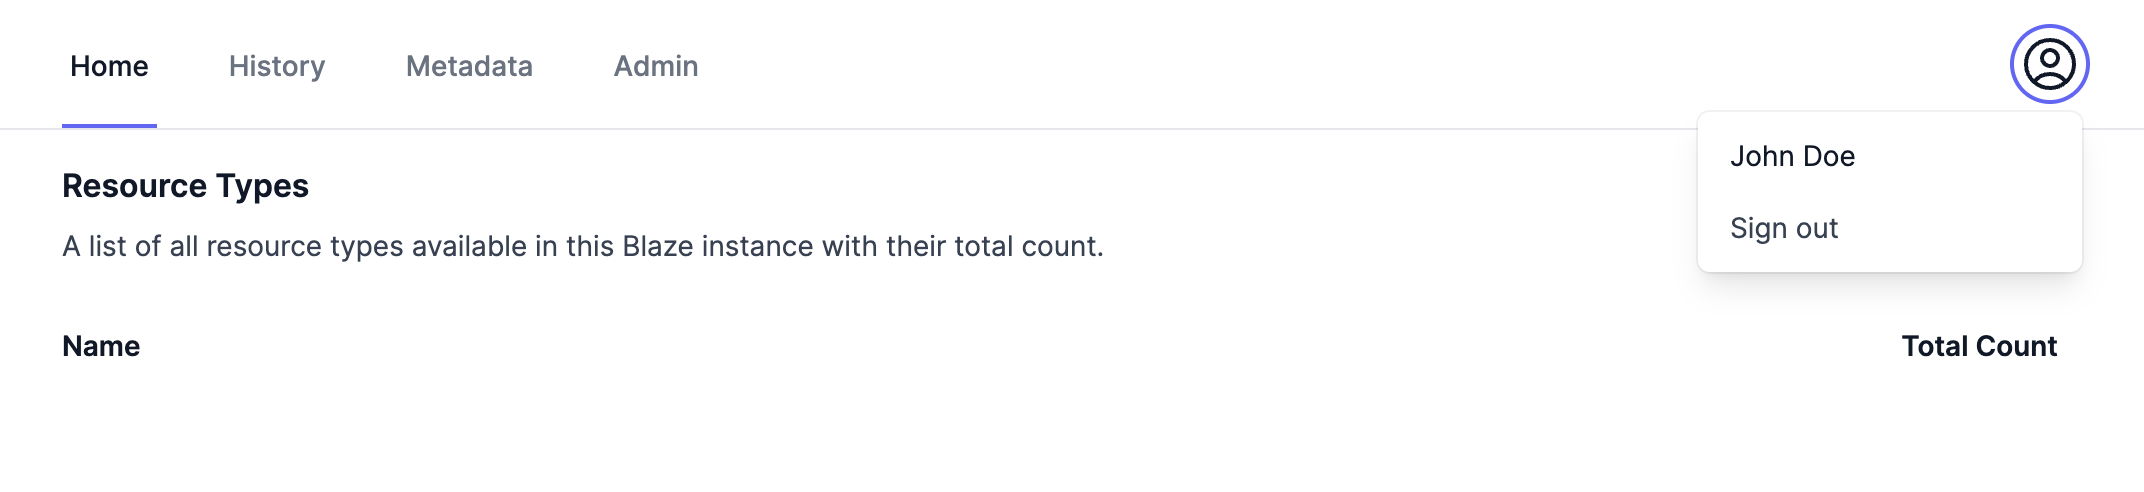 Home History Metadata Admin
John Doe
Sign out
Resource Types
A list of all resource types available in this Blaze instance with their total count.
Name Total Count